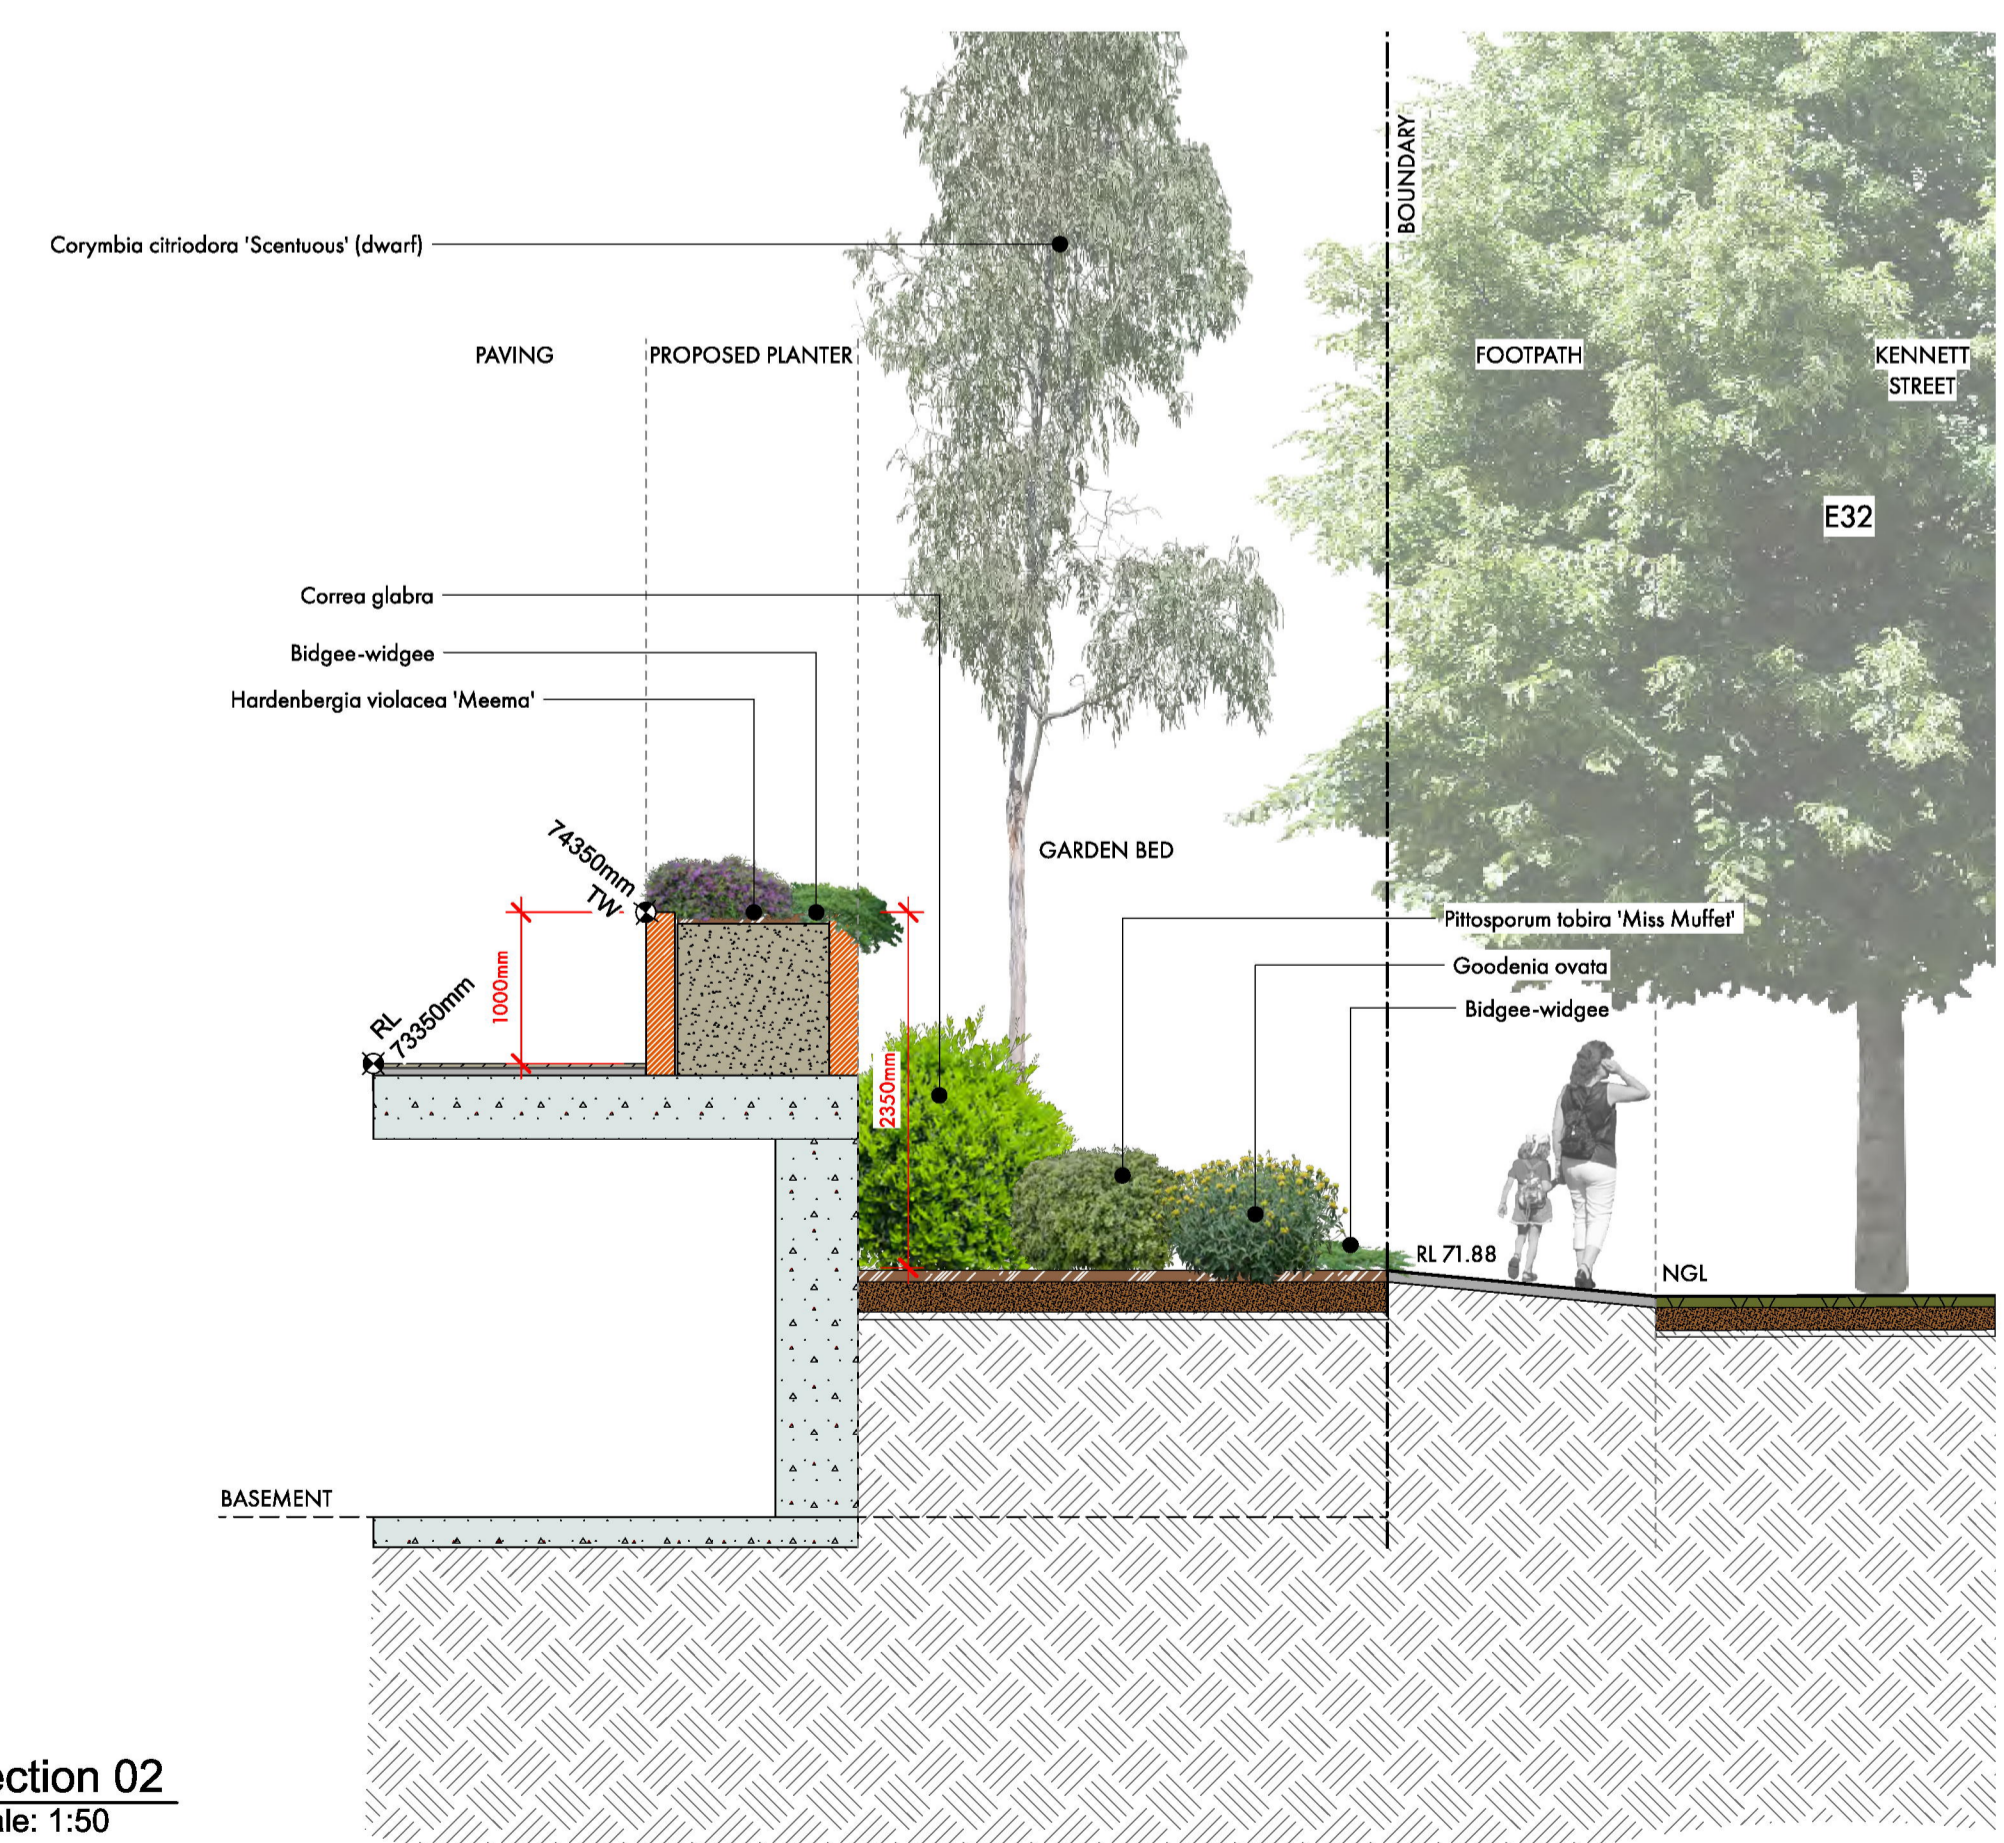 BOUNDARY
Corymbia citriodora 'Scentuous' (dwarf)
PAVING
PROPOSED PLANTER
FOOTPATH
KENNETT
STREET
E32
Correa glabra
Bidgee-widgee
Hardenbergia violacea 'Meema'
74350mm
TW
GARDEN BED
Pittosporum tobira 'Miss Muffet'
Goodenia ovata
Bidgee-widgee
1000mm
RL
73350mm
2350mm
RL 71.88
NGL
BASEMENT
ection 02
ale: 1:50